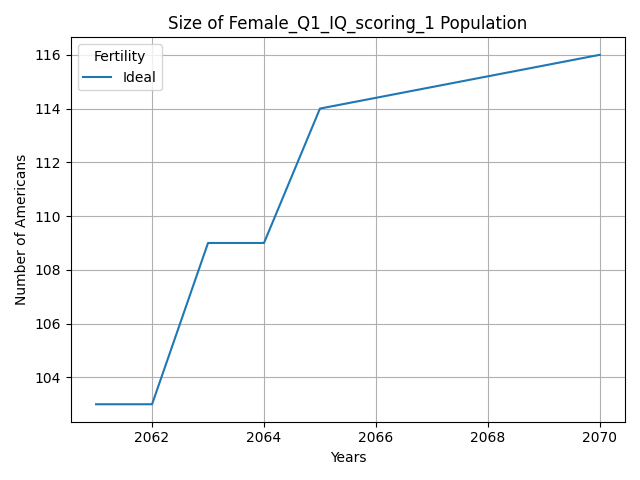 Size of Female_Q1_IQ_scoring_1 Population
Fertility
Ideal
116
114
112
110
108
106
104
Number of Americans
2062
2064
2066
2068
2070
Years